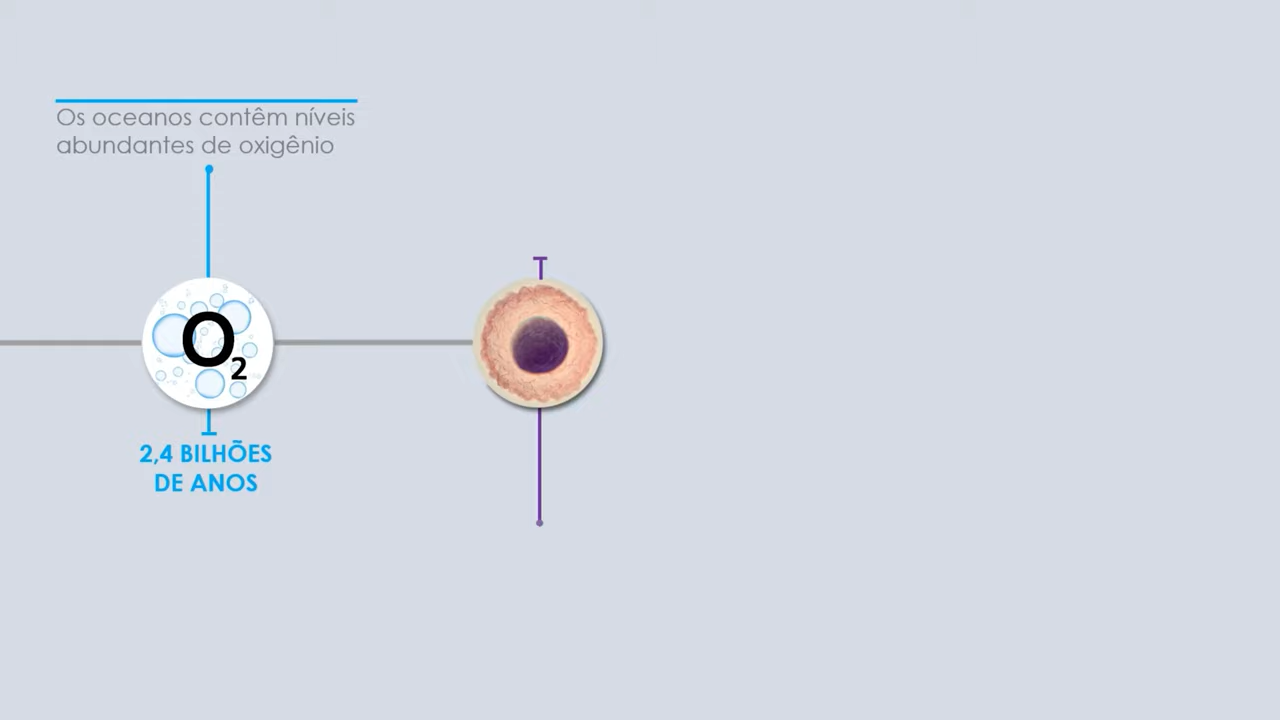 Os oceanos contêm níveis
abundantes de oxigênio
O2
2,4 BILHÕES
DE ANOS